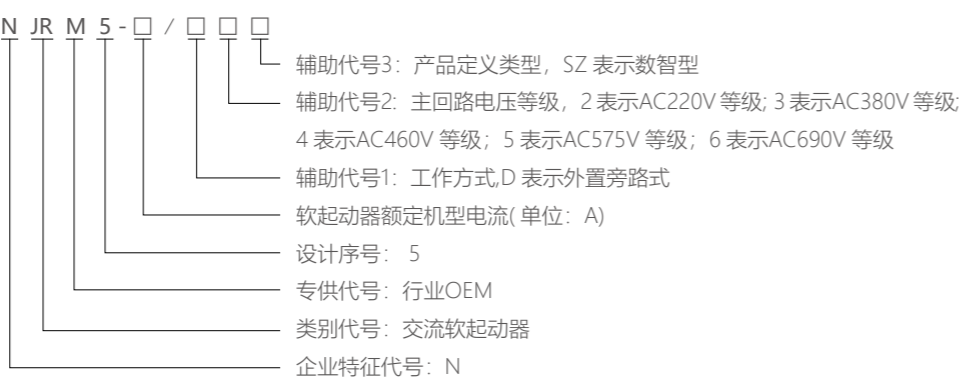 N JR M 5 - □ / □ □ □
辅助代号3：产品定义类型，SZ 表示数智型
辅助代号2: 主回路电压等级，2 表示AC220V 等级; 3 表示AC380V 等级;
4 表示AC460V 等级；5 表示AC575V 等级；6 表示AC690V 等级
辅助代号1: 工作方式,D 表示外置旁路式
软起动器额定机型电流( 单位：A)
设计序号： 5
专供代号：行业OEM
类别代号：交流软起动器
企业特征代号：N